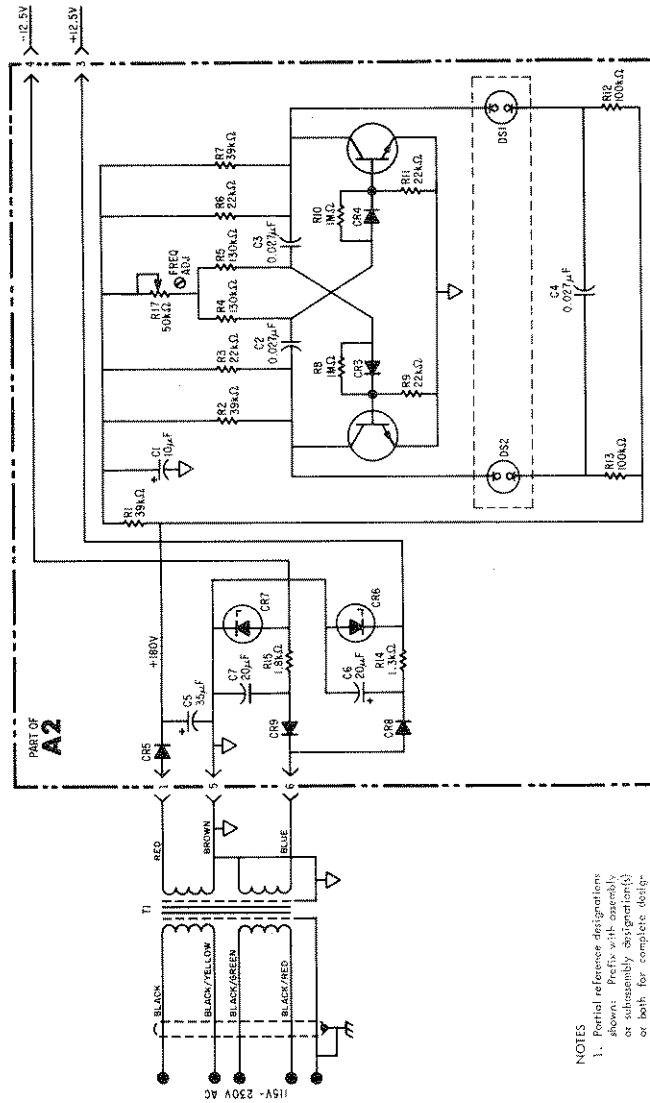 -12.5V
+12.5V
4
3
PART OF
A2
+180V
R1
39kΩ
C1
10µF
+
R2
39kΩ
R3
22kΩ
R17
50kΩ
FREQ
ADJ
R4
130kΩ
R5
130kΩ
R6
22kΩ
R7
39kΩ
C2
0.027µF
C3
0.027µF
R8
1MΩ
CR3
R9
22kΩ
R10
1MΩ
CR4
R11
22kΩ
DS2
DS1
C4
0.027µF
R13
100kΩ
R12
100kΩ
CR5
C5
35µF
+
C7
20µF
CR7
R15
1.8kΩ
CR9
C6
20µF
+
CR6
R14
1.3kΩ
CR8
1
5
6
RED
BROWN
BLUE
T1
BLACK
BLACK/YELLOW
BLACK/GREEN
BLACK/RED
115V-230V AC
NOTES
1. Partial reference designations
shown: Prefix with assembly
or subassembly designation(s)
or both for complete desig-